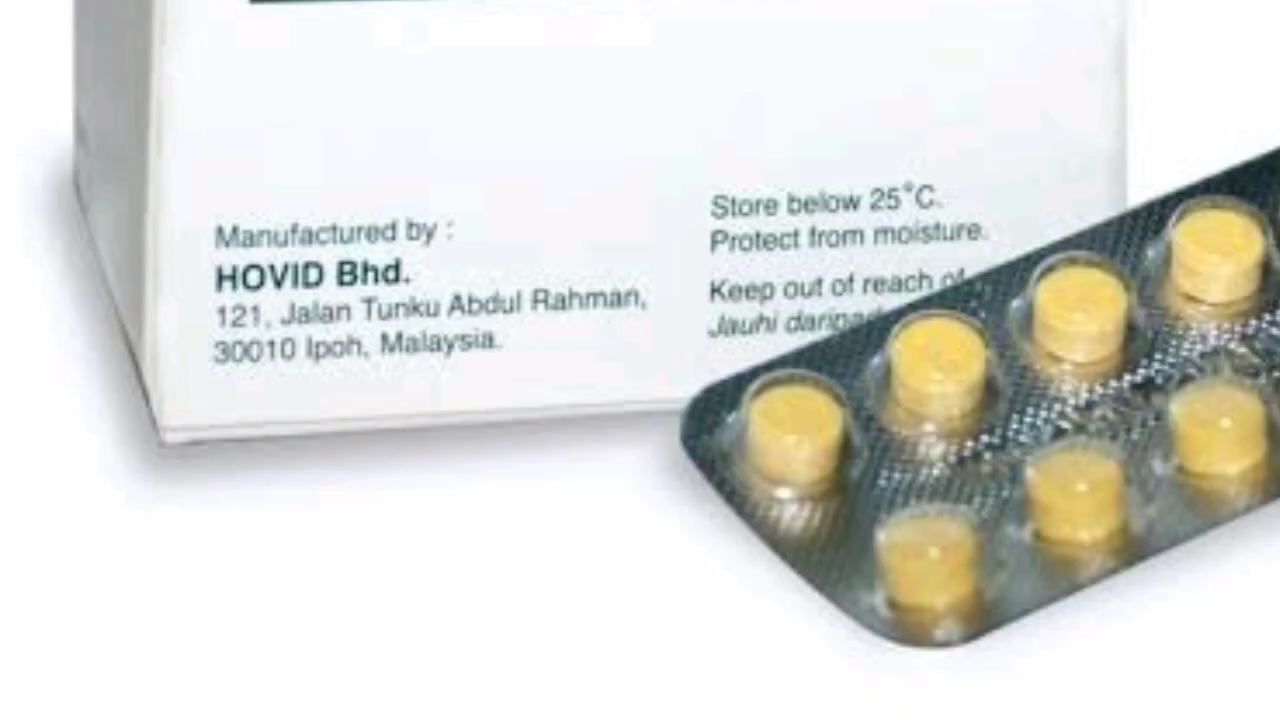 Manufactured by :
HOVID Bhd.
121, Jalan Tunku Abdul Rahman,
30010 Ipoh, Malaysia.
Store below 25°C.
Protect from moisture.
Keep out of reach of
Jauhi